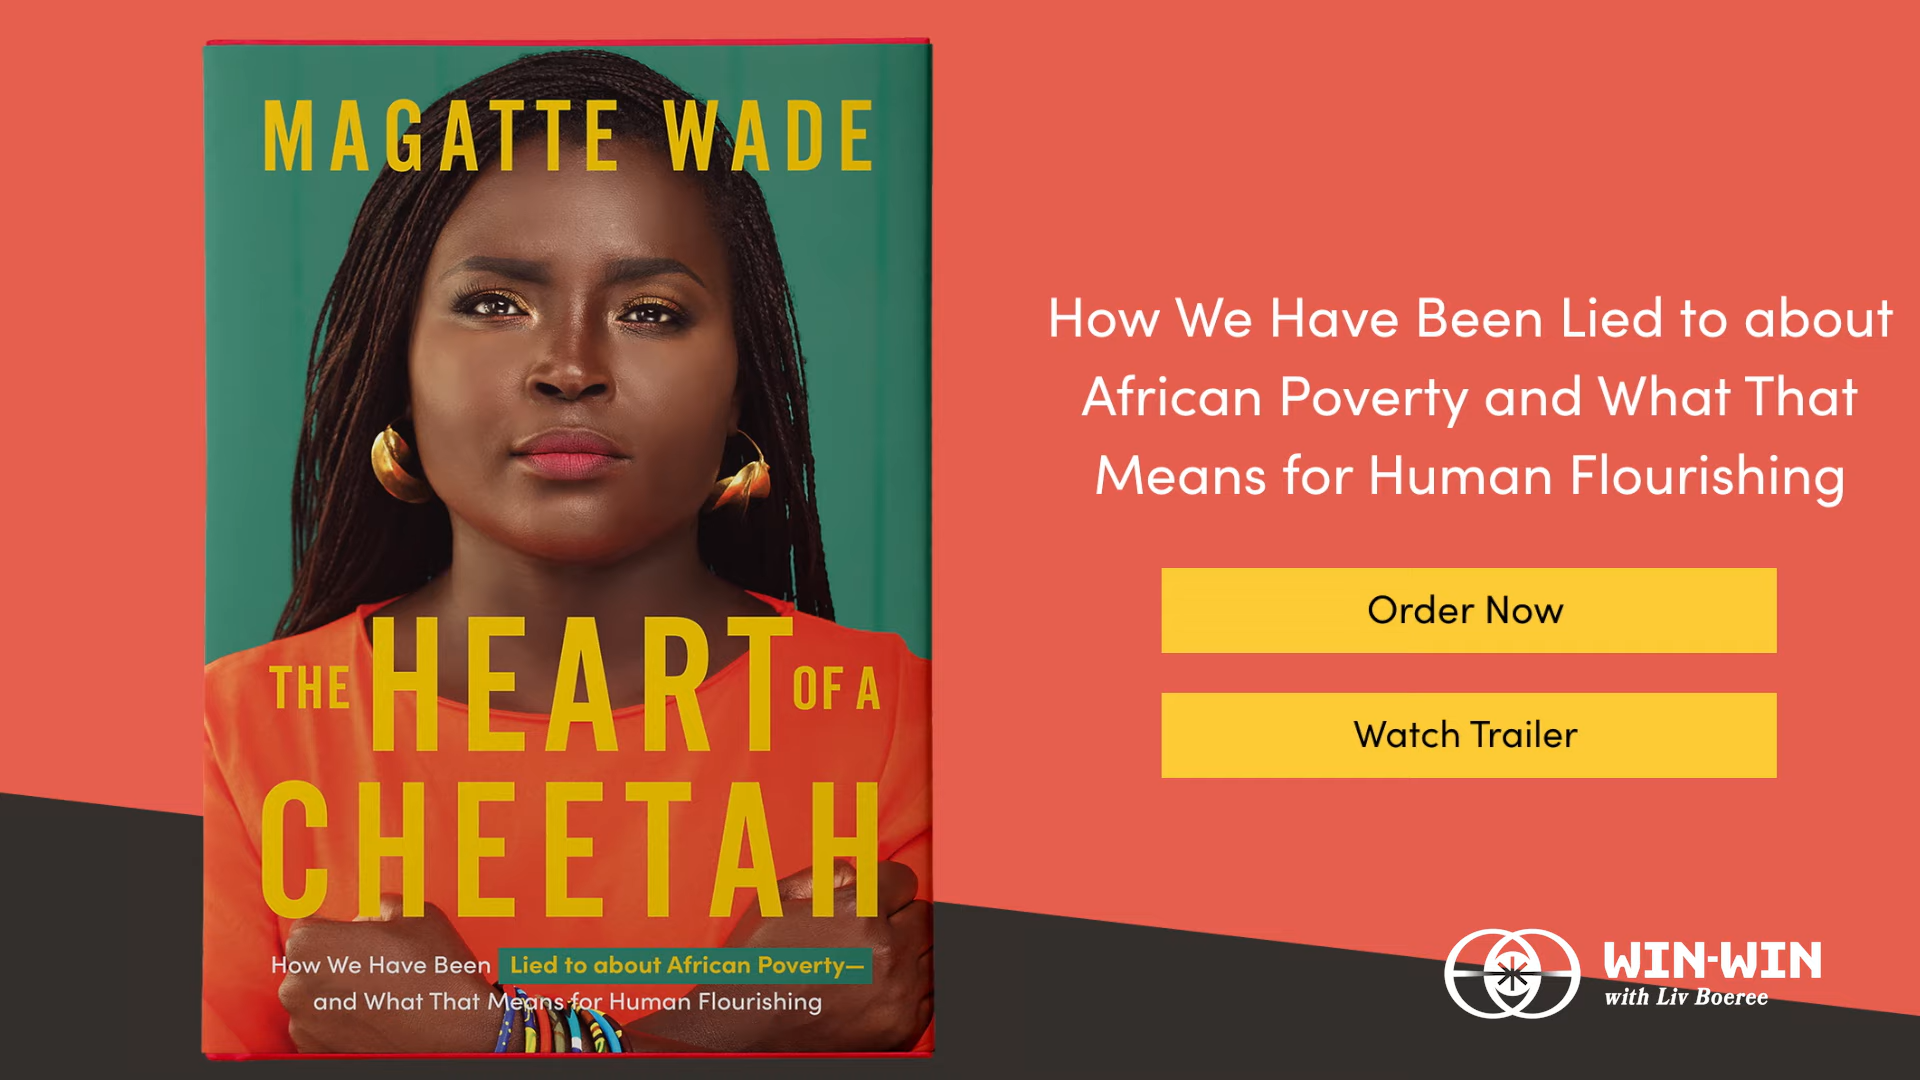 MAGATTE WADE
THE HEART OF A
CHEETAH
How We Have Been Lied to about African Poverty—
and What That Means for Human Flourishing
How We Have Been Lied to about
African Poverty and What That
Means for Human Flourishing
Order Now
Watch Trailer
WIN-WIN
with Liv Boeree